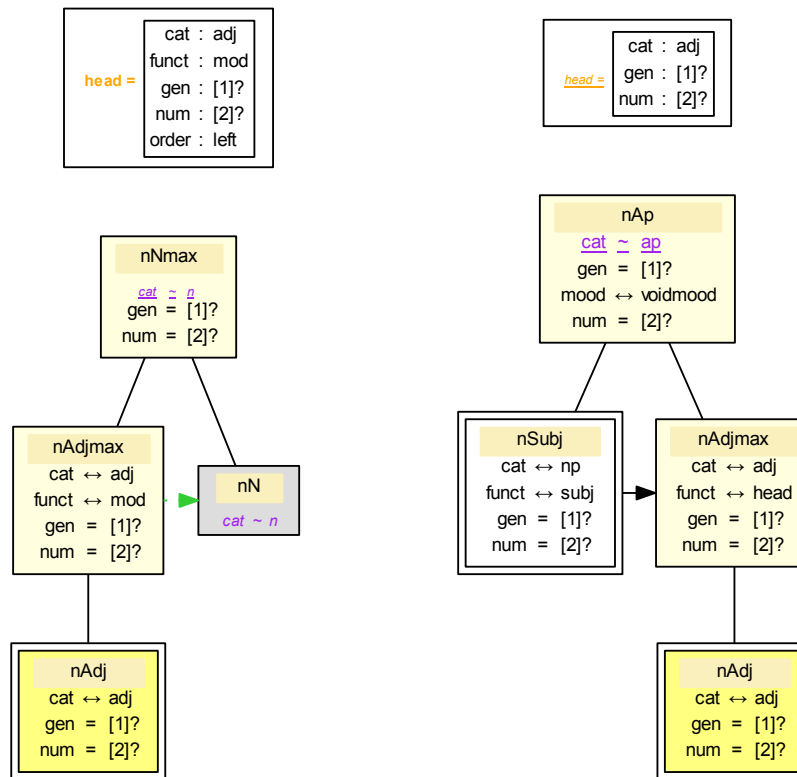 cat : adj
funct : mod
head =
gen : [1]?
num : [2]?
order : left
nNmax
cat ~ n
gen = [1]?
num = [2]?
nAdjmax
cat ↔ adj
funct ↔ mod
gen = [1]?
num = [2]?
nN
cat ~ n
nAdj
cat ↔ adj
gen = [1]?
num = [2]?
cat : adj
head =
gen : [1]?
num : [2]?
nAp
cat ~ ap
gen = [1]?
mood ↔ voidmood
num = [2]?
nSubj
cat ↔ np
funct ↔ subj
gen = [1]?
num = [2]?
nAdjmax
cat ↔ adj
funct ↔ head
gen = [1]?
num = [2]?
nAdj
cat ↔ adj
gen = [1]?
num = [2]?